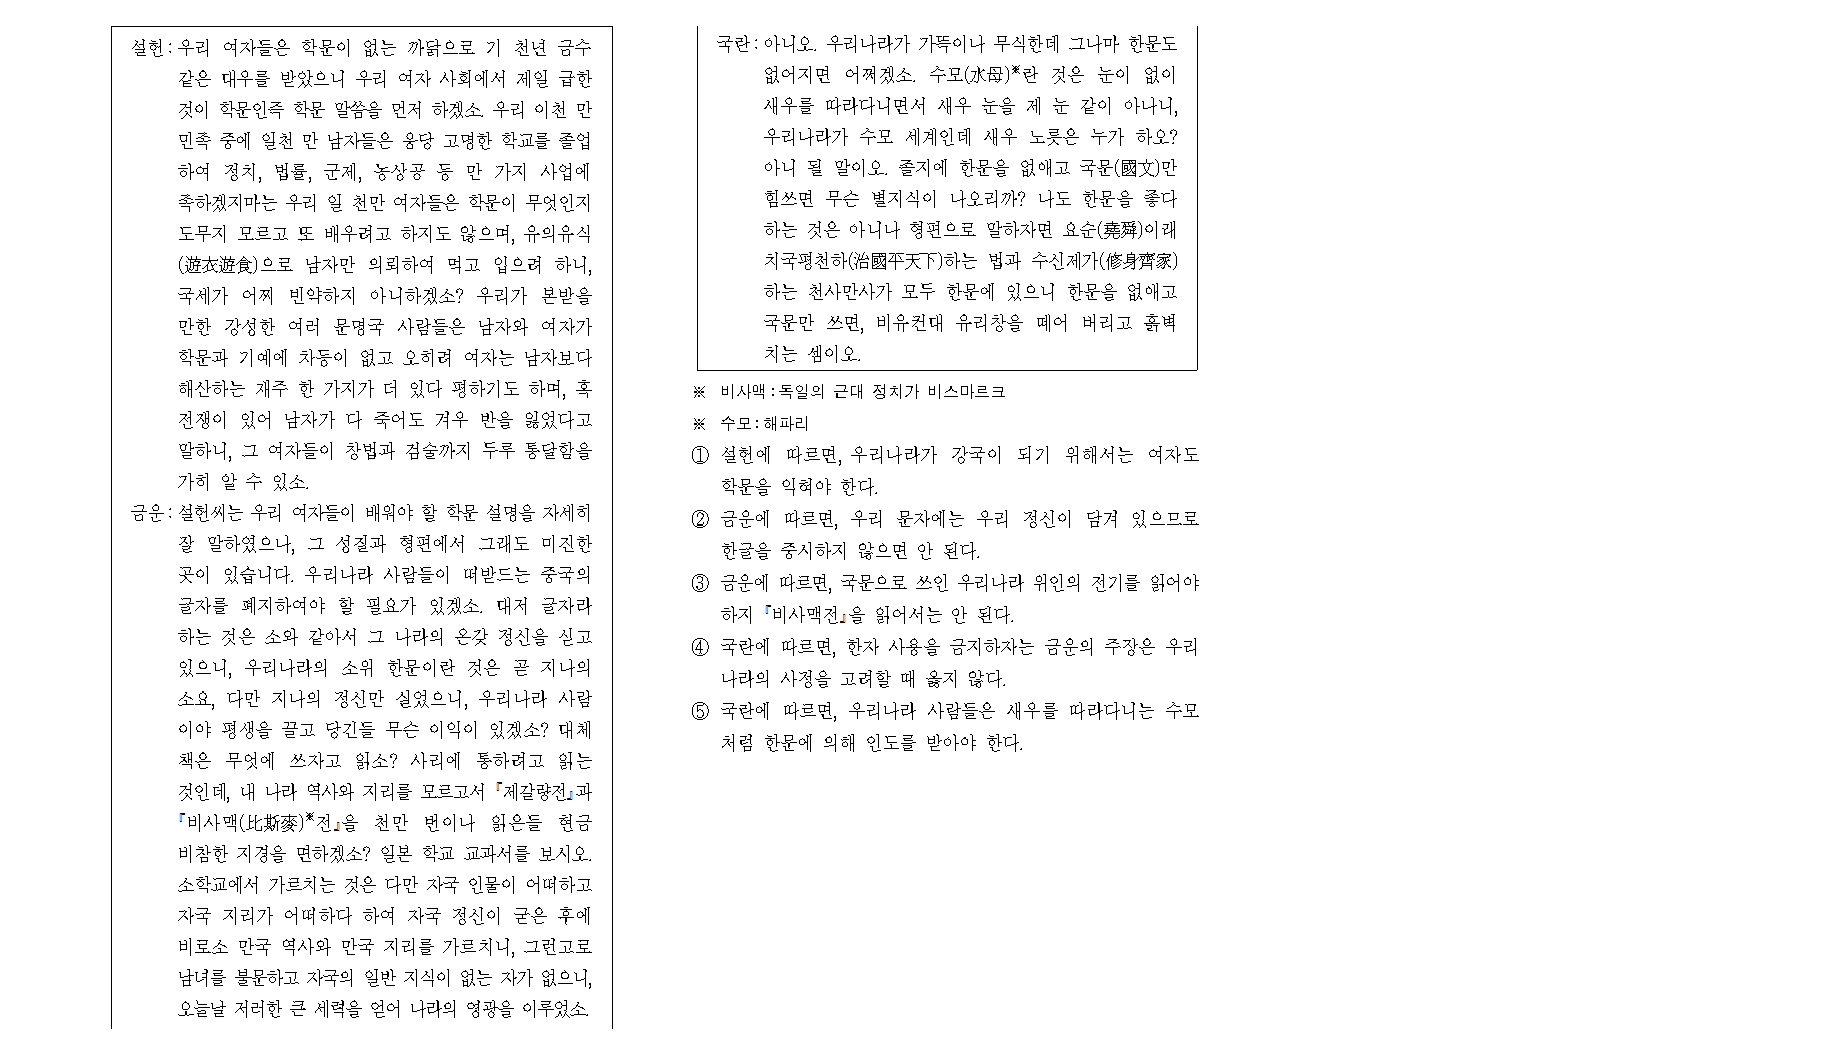 설헌: 우리 여자들은 학문이 없는 까닭으로 기 천년 금수
같은 대우를 받았으니 우리 여자 사회에서 제일 급한
것이 학문인즉 학문 말씀을 먼저 하겠소. 우리 이천 만
민족 중에 일천 만 남자들은 응당 고명한 학교를 졸업
하여 정치, 법률, 군제, 농상공 등 만 가지 사업에
족하겠지마는 우리 일 천만 여자들은 학문이 무엇인지
도무지 모르고 또 배우려고 하지도 않으며, 유의유식
(遊衣遊食)으로 남자만 의뢰하여 먹고 입으려 하니,
국세가 어찌 빈약하지 아니하겠소? 우리가 본받을
만한 강성한 여러 문명국 사람들은 남자와 여자가
학문과 기예에 차등이 없고 오히려 여자는 남자보다
해산하는 재주 한 가지가 더 있다 평하기도 하며, 혹
전쟁이 있어 남자가 다 죽어도 겨우 반을 잃었다고
말하니, 그 여자들이 창법과 검술까지 두루 통달함을
가히 알 수 있소.
금운: 설헌씨는 우리 여자들이 배워야 할 학문 설명을 자세히
잘 말하였으나, 그 성질과 형편에서 그래도 미진한
곳이 있습니다. 우리나라 사람들이 떠받드는 중국의
글자를 폐지하여야 할 필요가 있겠소. 대저 글자라
하는 것은 소와 같아서 그 나라의 온갖 정신을 싣고
있으니, 우리나라의 소위 한문이란 것은 곧 지나의
소요, 다만 지나의 정신만 실었으니, 우리나라 사람
이야 평생을 끌고 당긴들 무슨 이익이 있겠소? 대체
책은 무엇에 쓰자고 읽소? 사리에 통하려고 읽는
것인데, 내 나라 역사와 지리를 모르고서 『제갈량전』과
『비사맥(比斯麥)※전』을 천만 번이나 읽은들 현금
비참한 지경을 면하겠소? 일본 학교 교과서를 보시오.
소학교에서 가르치는 것은 다만 자국 인물이 어떠하고
자국 지리가 어떠하다 하여 자국 정신이 굳은 후에
비로소 만국 역사와 만국 지리를 가르치니, 그런고로
남녀를 불문하고 자국의 일반 지식이 없는 자가 없으니,
오늘날 저러한 큰 세력을 얻어 나라의 영광을 이루었소.
국란: 아니오. 우리나라가 가뜩이나 무식한데 그나마 한문도
없어지면 어쩌겠소. 수모(水母)※란 것은 눈이 없이
새우를 따라다니면서 새우 눈을 제 눈 같이 아나니,
우리나라가 수모 세계인데 새우 노릇은 누가 하오?
아니 될 말이오. 졸지에 한문을 없애고 국문(國文)만
힘쓰면 무슨 별지식이 나오리까? 나도 한문을 좋다
하는 것은 아니나 형편으로 말하자면 요순(堯舜)이래
치국평천하(治國平天下)하는 법과 수신제가(修身齊家)
하는 천사만사가 모두 한문에 있으니 한문을 없애고
국문만 쓰면, 비유컨대 유리창을 떼어 버리고 흙벽
치는 셈이오.
※ 비사맥: 독일의 근대 정치가 비스마르크
※ 수모: 해파리
① 설헌에 따르면, 우리나라가 강국이 되기 위해서는 여자도
학문을 익혀야 한다.
② 금운에 따르면, 우리 문자에는 우리 정신이 담겨 있으므로
한글을 중시하지 않으면 안 된다.
③ 금운에 따르면, 국문으로 쓰인 우리나라 위인의 전기를 읽어야
하지 『비사맥전』을 읽어서는 안 된다.
④ 국란에 따르면, 한자 사용을 금지하자는 금운의 주장은 우리
나라의 사정을 고려할 때 옳지 않다.
⑤ 국란에 따르면, 우리나라 사람들은 새우를 따라다니는 수모
처럼 한문에 의해 인도를 받아야 한다.